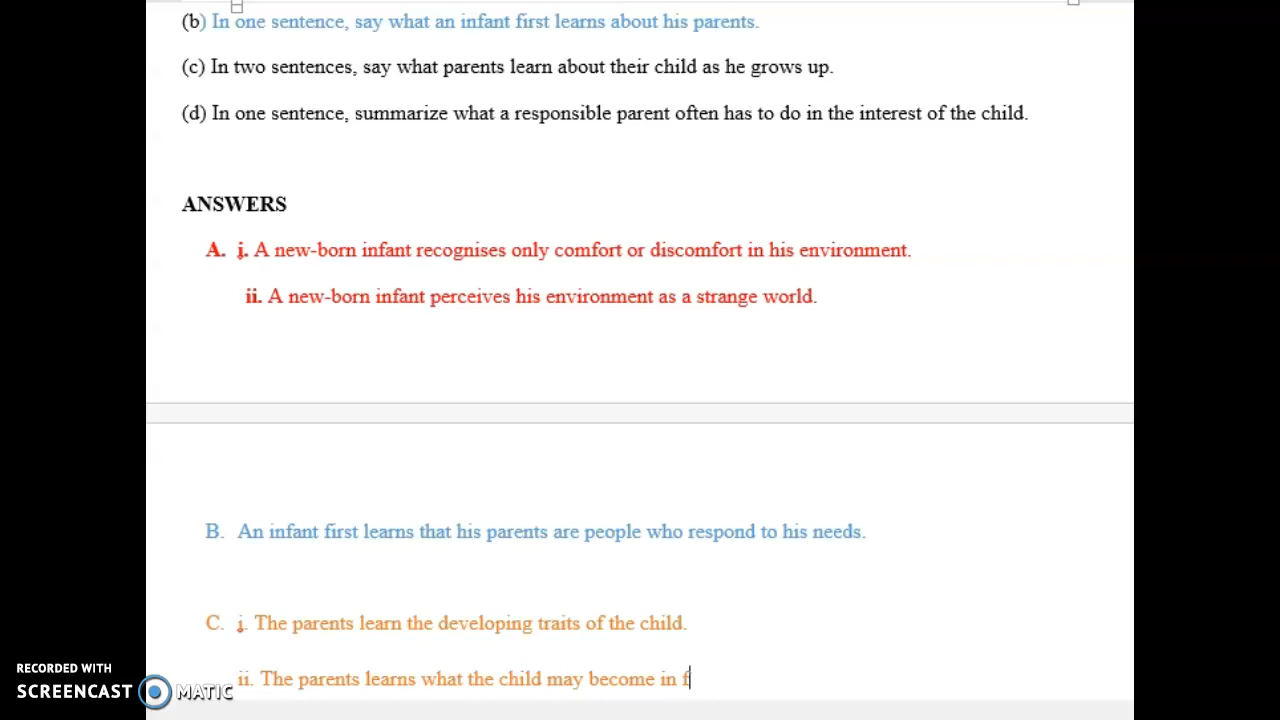 (b) In one sentence, say what an infant first learns about his parents.
(c) In two sentences, say what parents learn about their child as he grows up.
(d) In one sentence, summarize what a responsible parent often has to do in the interest of the child.
ANSWERS
A. i. A new-born infant recognises only comfort or discomfort in his environment.
ii. A new-born infant perceives his environment as a strange world.
B. An infant first learns that his parents are people who respond to his needs.
C. i. The parents learn the developing traits of the child.
ii. The parents learns what the child may become in f
RECORDED WITH
SCREENCAST MATIC